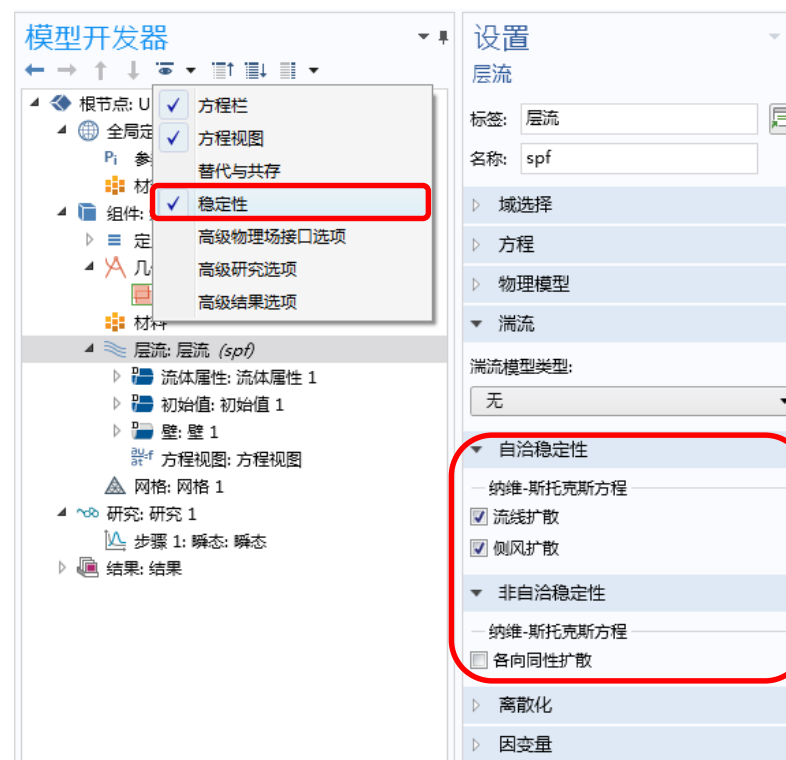 模型开发器
根节点: U
全局定
Pi 参
材
组件:
定
几
材料
层流: 层流 (spf)
流体属性: 流体属性 1
初始值: 初始值 1
壁: 壁 1
方程视图: 方程视图
网格: 网格 1
研究: 研究 1
步骤 1: 瞬态: 瞬态
结果: 结果
方程栏
方程视图
替代与共存
稳定性
高级物理场接口选项
高级研究选项
高级结果选项
设置
层流
标签: 层流
名称: spf
域选择
方程
物理模型
湍流
湍流模型类型:
无
自洽稳定性
纳维-斯托克斯方程
流线扩散
侧风扩散
非自洽稳定性
纳维-斯托克斯方程
各向同性扩散
离散化
因变量